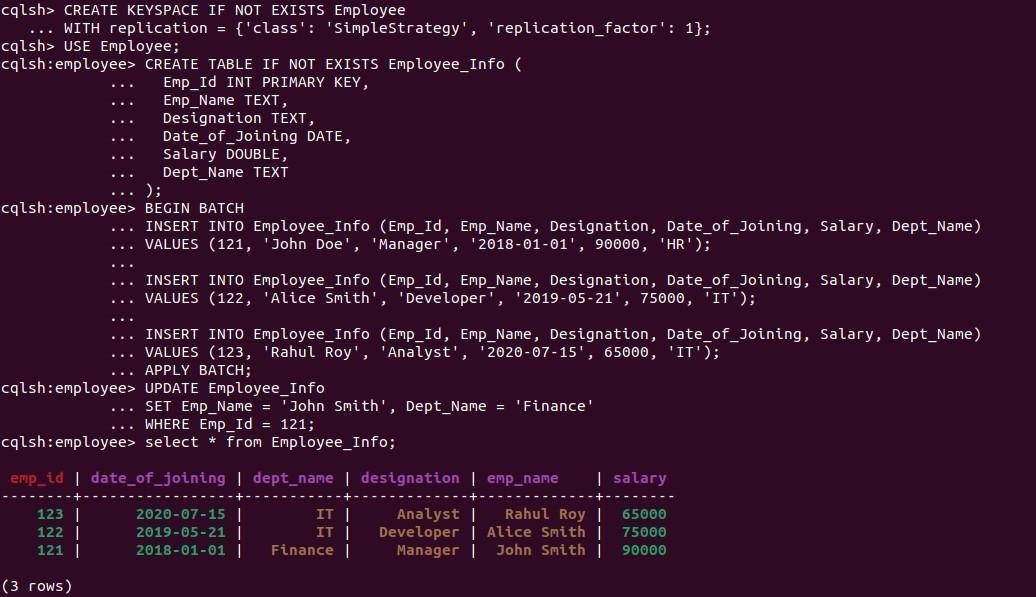 cqlsh> CREATE KEYSPACE IF NOT EXISTS Employee
   ... WITH replication = {'class': 'SimpleStrategy', 'replication_factor': 1};
cqlsh> USE Employee;
cqlsh:employee> CREATE TABLE IF NOT EXISTS Employee_Info (
            ...   Emp_Id INT PRIMARY KEY,
            ...   Emp_Name TEXT,
            ...   Designation TEXT,
            ...   Date_of_Joining DATE,
            ...   Salary DOUBLE,
            ...   Dept_Name TEXT
            ... );
cqlsh:employee> BEGIN BATCH
            ... INSERT INTO Employee_Info (Emp_Id, Emp_Name, Designation, Date_of_Joining, Salary, Dept_Name)
            ... VALUES (121, 'John Doe', 'Manager', '2018-01-01', 90000, 'HR');
            ...
            ... INSERT INTO Employee_Info (Emp_Id, Emp_Name, Designation, Date_of_Joining, Salary, Dept_Name)
            ... VALUES (122, 'Alice Smith', 'Developer', '2019-05-21', 75000, 'IT');
            ...
            ... INSERT INTO Employee_Info (Emp_Id, Emp_Name, Designation, Date_of_Joining, Salary, Dept_Name)
            ... VALUES (123, 'Rahul Roy', 'Analyst', '2020-07-15', 65000, 'IT');
            ... APPLY BATCH;
cqlsh:employee> UPDATE Employee_Info
            ... SET Emp_Name = 'John Smith', Dept_Name = 'Finance'
            ... WHERE Emp_Id = 121;
cqlsh:employee> select * from Employee_Info;

 emp_id | date_of_joining | dept_name | designation | emp_name    | salary
--------+-----------------+-----------+-------------+-------------+--------
    123 |      2020-07-15 |        IT |     Analyst |   Rahul Roy |  65000
    122 |      2019-05-21 |        IT |   Developer | Alice Smith |  75000
    121 |      2018-01-01 |   Finance |     Manager |  John Smith |  90000

(3 rows)